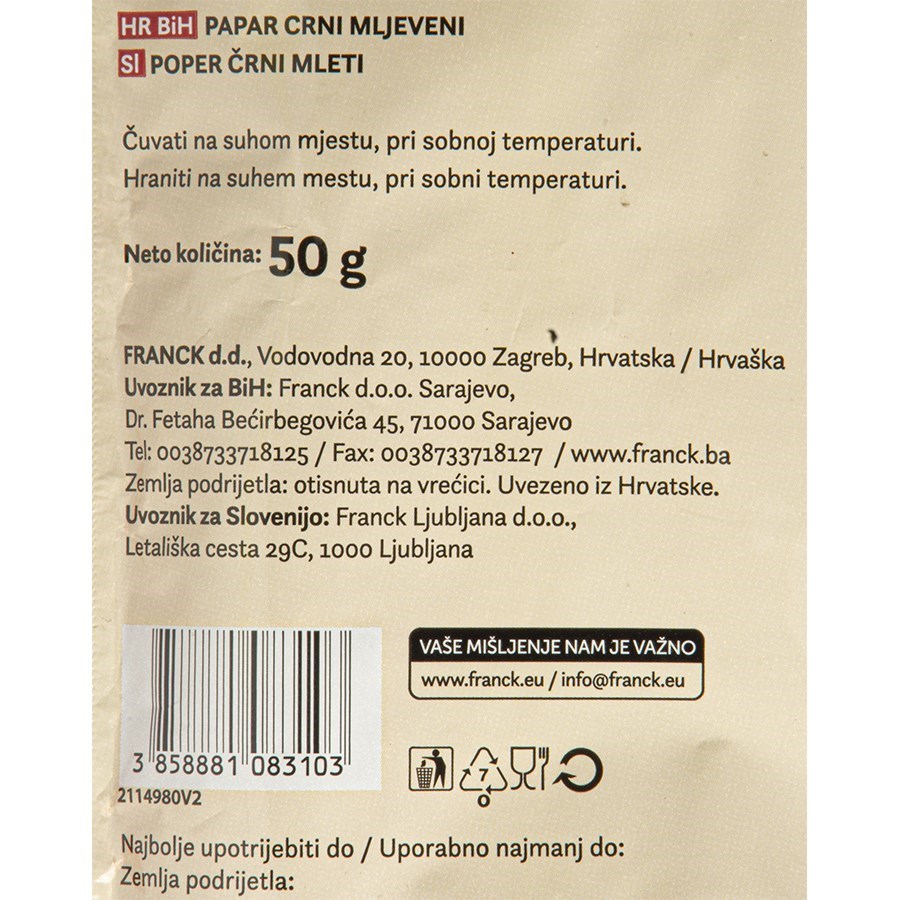 HR BiH PAPAR CRNI MLJEVENI
SI POPER ČRNI MLETI
Čuvati na suhom mjestu, pri sobnoj temperaturi.
Hraniti na suhem mestu, pri sobni temperaturi.
Neto količina: 50 g
FRANCK d.d., Vodovodna 20, 10000 Zagreb, Hrvatska / Hrvaška
Uvoznik za BiH: Franck d.o.o. Sarajevo,
Dr. Fetaha Bećirbegovića 45, 71000 Sarajevo
Tel: 0038733718125 / Fax: 0038733718127 / www.franck.ba
Zemlja podrijetla: otisnuta na vrećici. Uvezeno iz Hrvatske.
Uvoznik za Slovenijo: Franck Ljubljana d.o.o.,
Letališka cesta 29C, 1000 Ljubljana
VAŠE MIŠLJENJE NAM JE VAŽNO
www.franck.eu / info@franck.eu
3 858881 083103
7
O
2114980V2
Najbolje upotrijebiti do / Uporabno najmanj do:
Zemlja podrijetla: